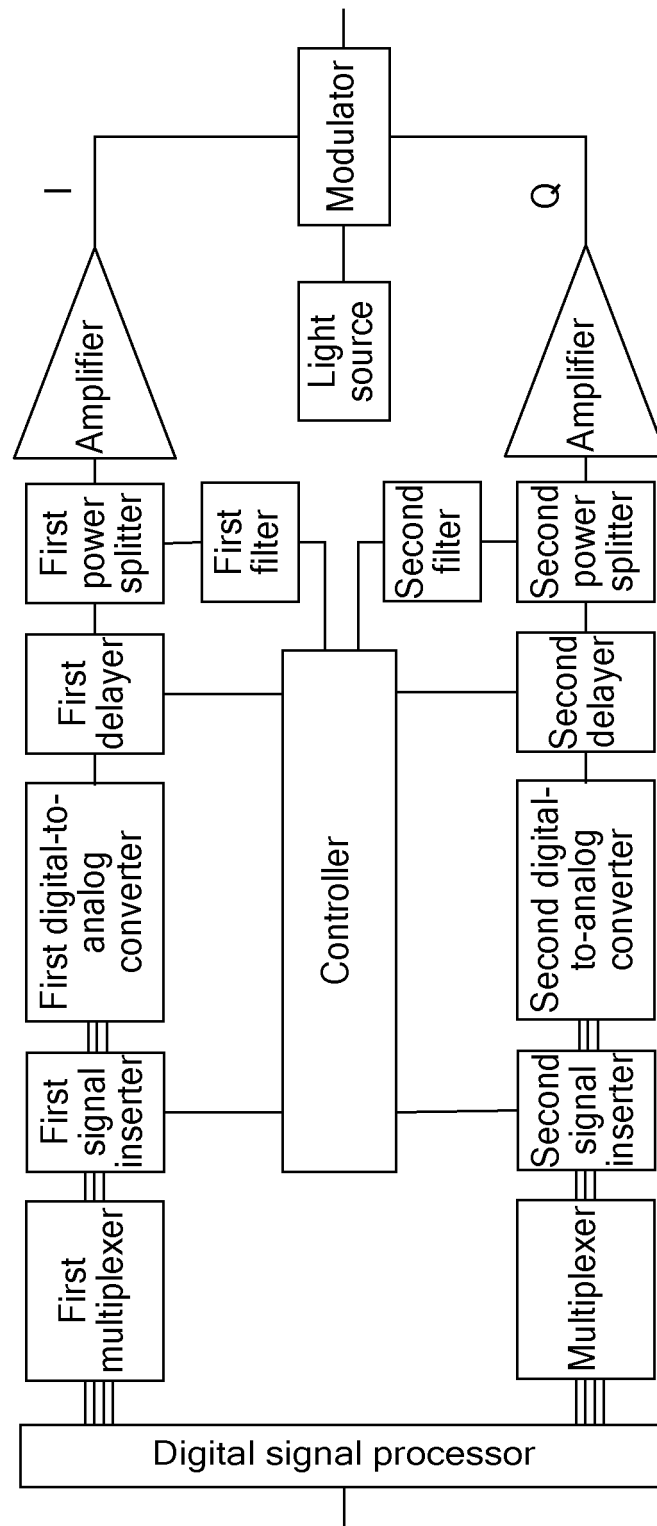 Modulator
I
Q
Light
source
Amplifier
Amplifier
First
power
splitter
First
filter
Second
filter
Second
power
splitter
First
delayer
Second
delayer
First digital-to-
analog
converter
Controller
Second digital-
to-analog
converter
First
signal
inserter
Second
signal
inserter
First
multiplexer
Multiplexer
Digital signal processor